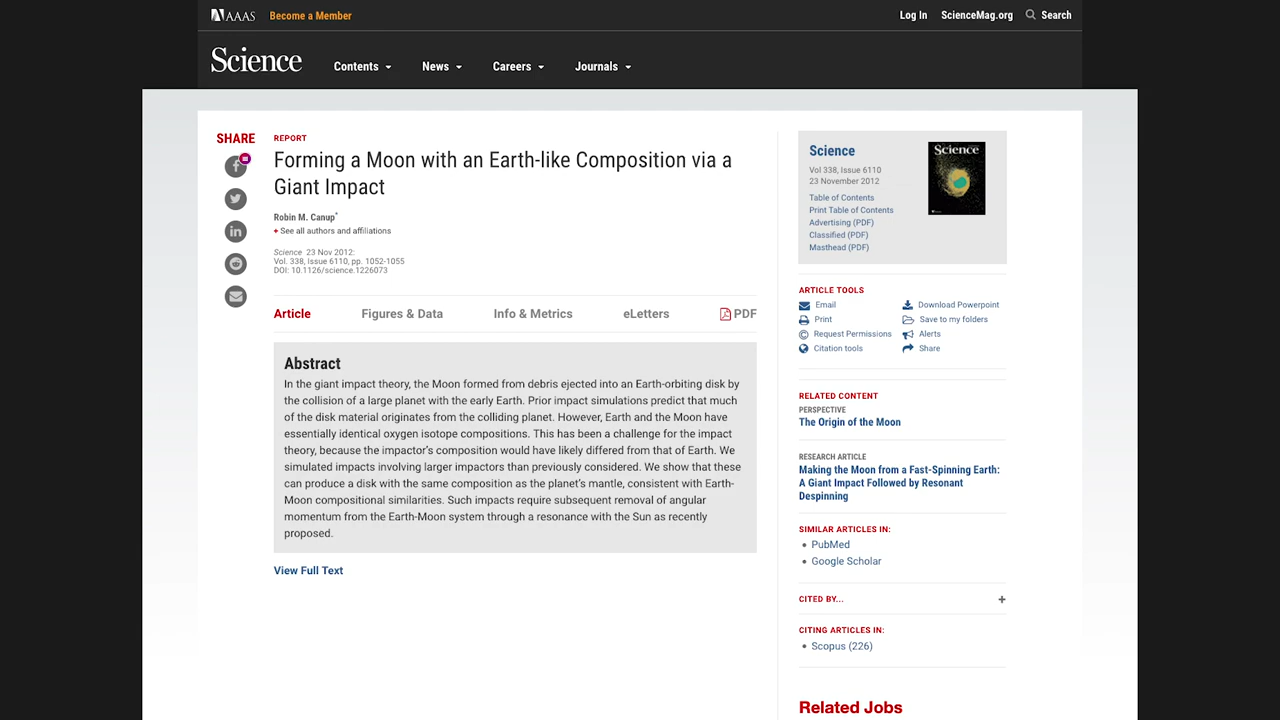 AAAS
Become a Member
Log In
ScienceMag.org
Search
Science
Contents
News
Careers
Journals
SHARE
REPORT
Forming a Moon with an Earth-like Composition via a
Giant Impact
Robin M. Canup*
+ See all authors and affiliations
Science 23 Nov 2012:
Vol. 338, Issue 6110, pp. 1052-1055
DOI: 10.1126/science.1226073
Article
Figures & Data
Info & Metrics
eLetters
PDF
Abstract
In the giant impact theory, the Moon formed from debris ejected into an Earth-orbiting disk by
the collision of a large planet with the early Earth. Prior impact simulations predict that much
of the disk material originates from the colliding planet. However, Earth and the Moon have
essentially identical oxygen isotope compositions. This has been a challenge for the impact
theory, because the impactor's composition would have likely differed from that of Earth. We
simulated impacts involving larger impactors than previously considered. We show that these
can produce a disk with the same composition as the planet's mantle, consistent with Earth-
Moon compositional similarities. Such impacts require subsequent removal of angular
momentum from the Earth-Moon system through a resonance with the Sun as recently
proposed.
View Full Text
Science
Vol 338, Issue 6110
23 November 2012
Table of Contents
Print Table of Contents
Advertising (PDF)
Classified (PDF)
Masthead (PDF)
Science
ARTICLE TOOLS
Email
Download Powerpoint
Print
Save to my folders
Request Permissions
Alerts
Citation tools
Share
RELATED CONTENT
PERSPECTIVE
The Origin of the Moon
RESEARCH ARTICLE
Making the Moon from a Fast-Spinning Earth:
A Giant Impact Followed by Resonant
Despinning
SIMILAR ARTICLES IN:
PubMed
Google Scholar
CITED BY...
CITING ARTICLES IN:
Scopus (226)
Related Jobs